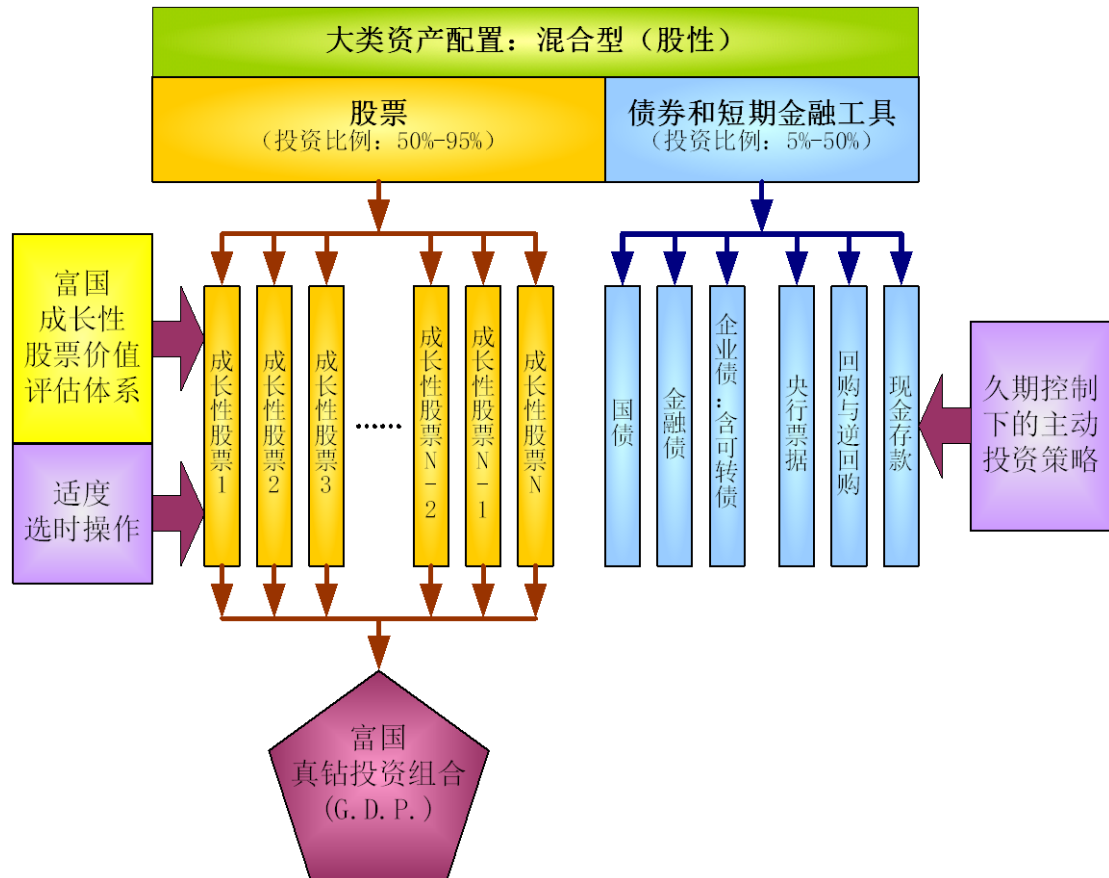 大类资产配置：混合型（股性）
股票
（投资比例：50%-95%）
债券和短期金融工具
（投资比例：5%-50%）
富国
成长性
股票价值
评估体系
适度
选时操作
成长性股票1
成长性股票2
成长性股票3
……
成长性股票N-2
成长性股票N-1
成长性股票N
国债
金融债
企业债：含可转债
央行票据
回购与逆回购
现金存款
久期控制
下的主动
投资策略
富国
真钻投资组合
(G.D.P.)